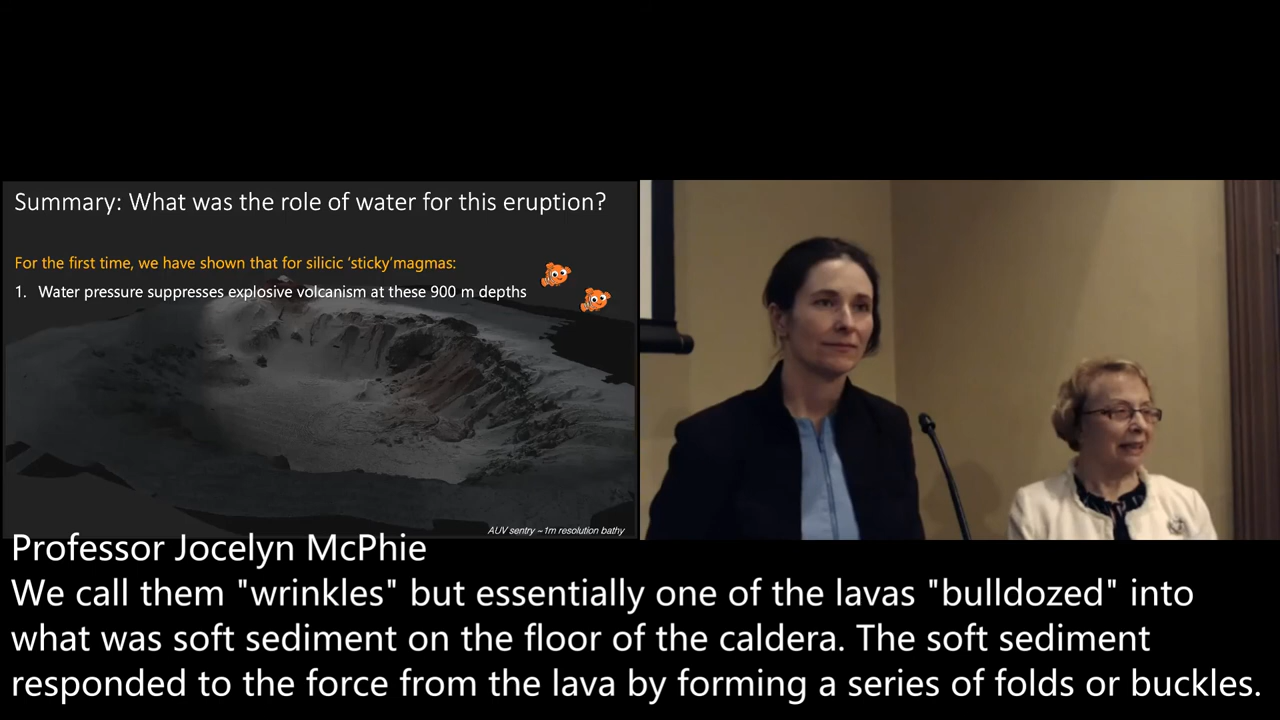 Summary: What was the role of water for this eruption?
For the first time, we have shown that for silicic 'sticky'magmas:
1. Water pressure suppresses explosive volcanism at these 900 m depths
AUV sentry ~1m resolution bathy
Professor Jocelyn McPhie
We call them "wrinkles" but essentially one of the lavas "bulldozed" into
what was soft sediment on the floor of the caldera. The soft sediment
responded to the force from the lava by forming a series of folds or buckles.